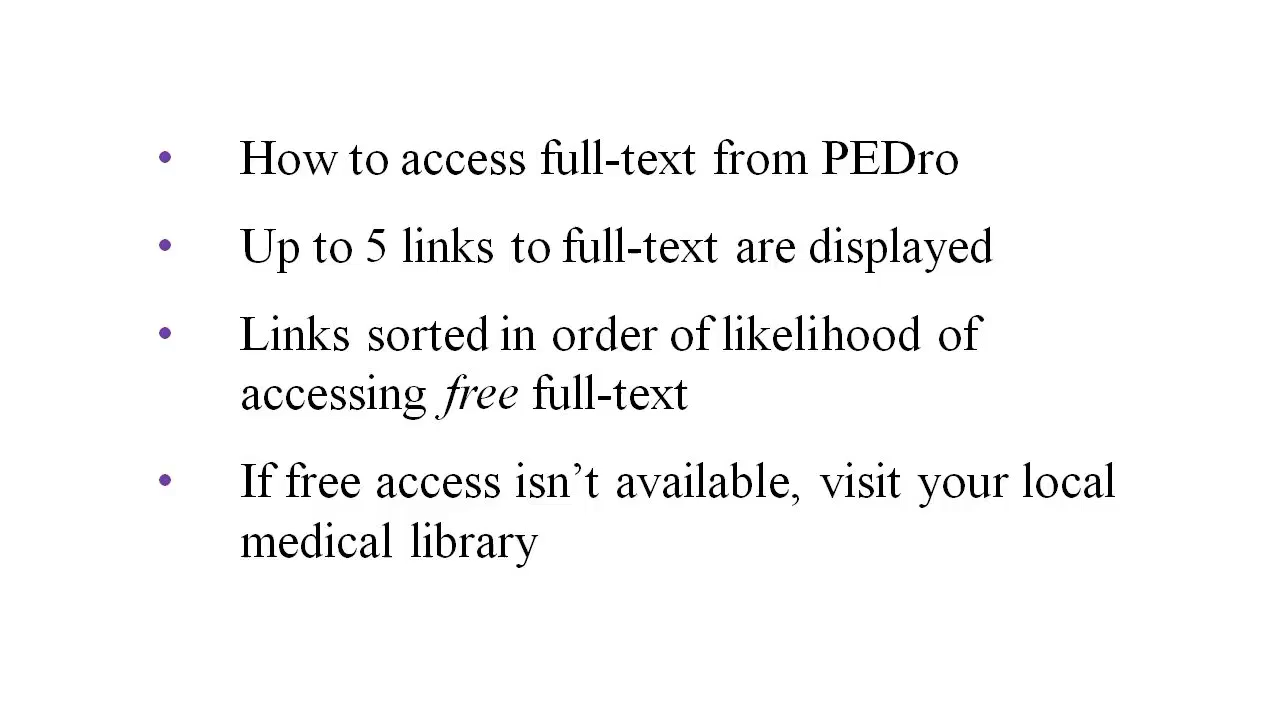 • How to access full-text from PEDro
• Up to 5 links to full-text are displayed
• Links sorted in order of likelihood of
accessing free full-text
• If free access isn’t available, visit your local
medical library